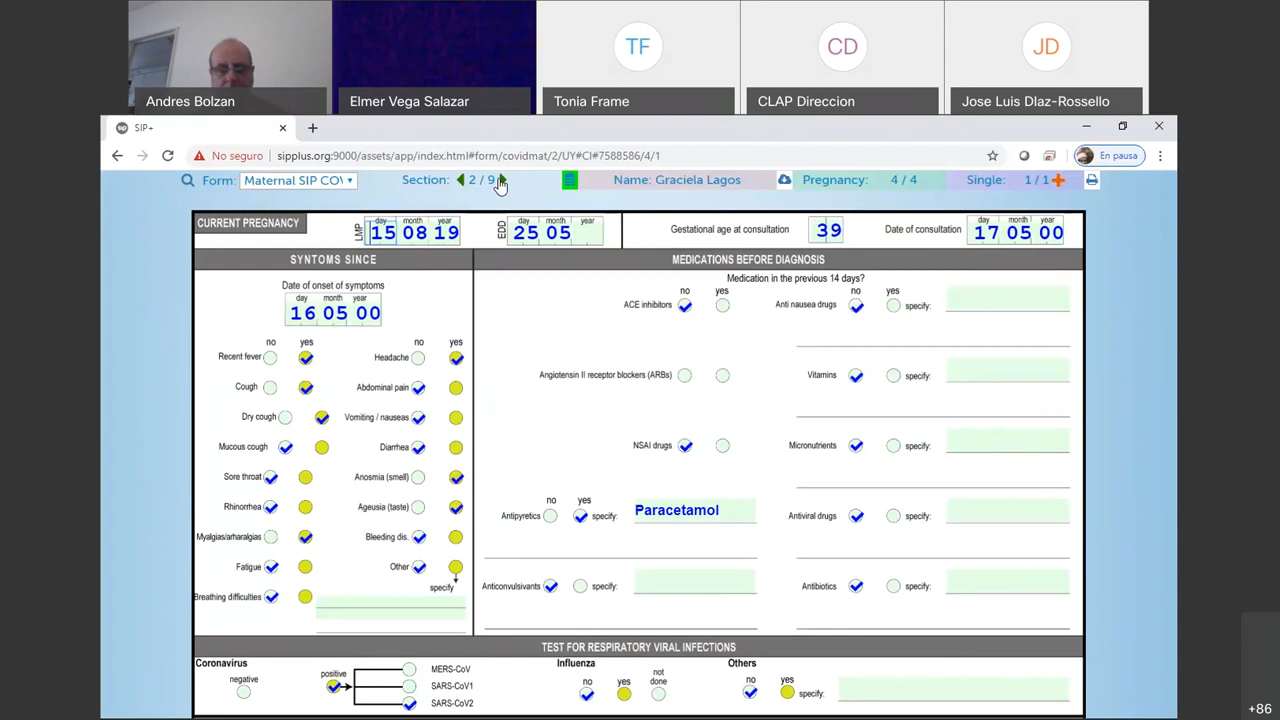 TF
CD
JD
Andres Bolzan
Elmer Vega Salazar
Tonia Frame
CLAP Direccion
Jose Luis DIaz-Rossello
SIP+
No seguro
sipplus.org:9000/assets/app/index.html#form/covidmat/2/UY#CI#7588586/4/1
En pausa
Form: Maternal SIP COV
Section: 2 / 9
Name: Graciela Lagos
Pregnancy: 4 / 4
Single: 1 / 1
CURRENT PREGNANCY
LMP
day month year
15 08 19
EDD
day month year
25 05
Gestational age at consultation 39
Date of consultation
day month year
17 05 00
SYNTOMS SINCE
MEDICATIONS BEFORE DIAGNOSIS
Date of onset of symptoms
day month year
16 05 00
no yes
no yes
Recent fever
Headache
Cough
Abdominal pain
Dry cough
Vomiting / nauseas
Mucous cough
Diarrhea
Sore throat
Anosmia (smell)
Rhinorrhea
Ageusia (taste)
Myalgias/arharalgias
Bleeding dis.
Fatigue
Other
specify
Breathing difficulties
Medication in the previous 14 days?
no yes
no yes
ACE inhibitors
Anti nausea drugs specify:
Angiotensin II receptor blockers (ARBs)
Vitamins specify:
NSAI drugs
Micronutrients specify:
no yes
Antipyretics specify: Paracetamol
Antiviral drugs specify:
Anticonvulsivants specify:
Antibiotics specify:
TEST FOR RESPIRATORY VIRAL INFECTIONS
Coronavirus
negative
positive
MERS-CoV
SARS-CoV1
SARS-CoV2
Influenza
no yes not done
Others
no yes
specify:
+86